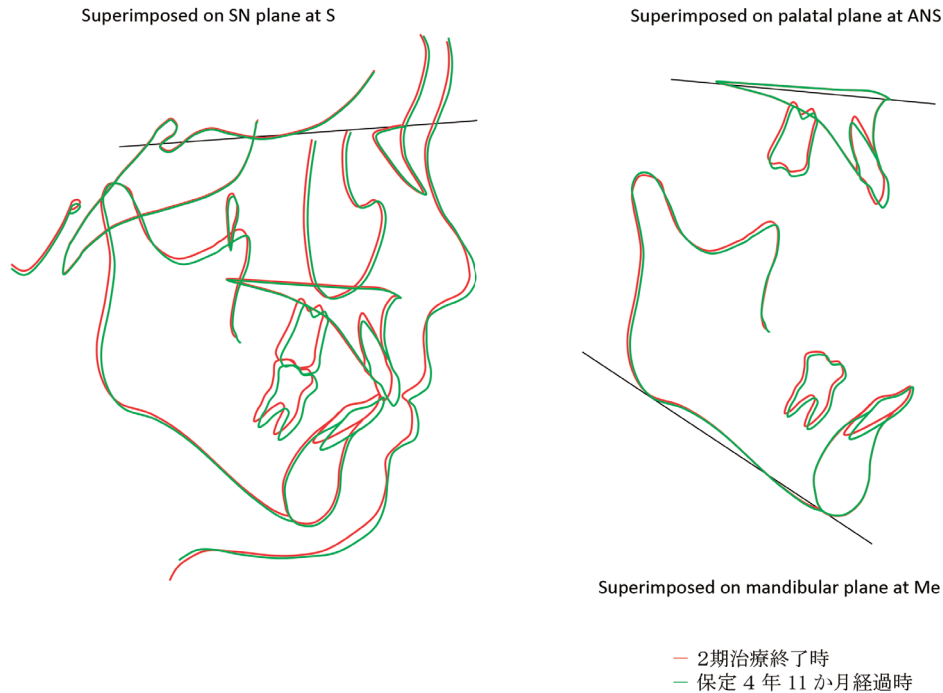 Superimposed on SN plane at S
Superimposed on palatal plane at ANS
Superimposed on mandibular plane at Me
2期治療終了時
保定 4 年 11 か月経過時